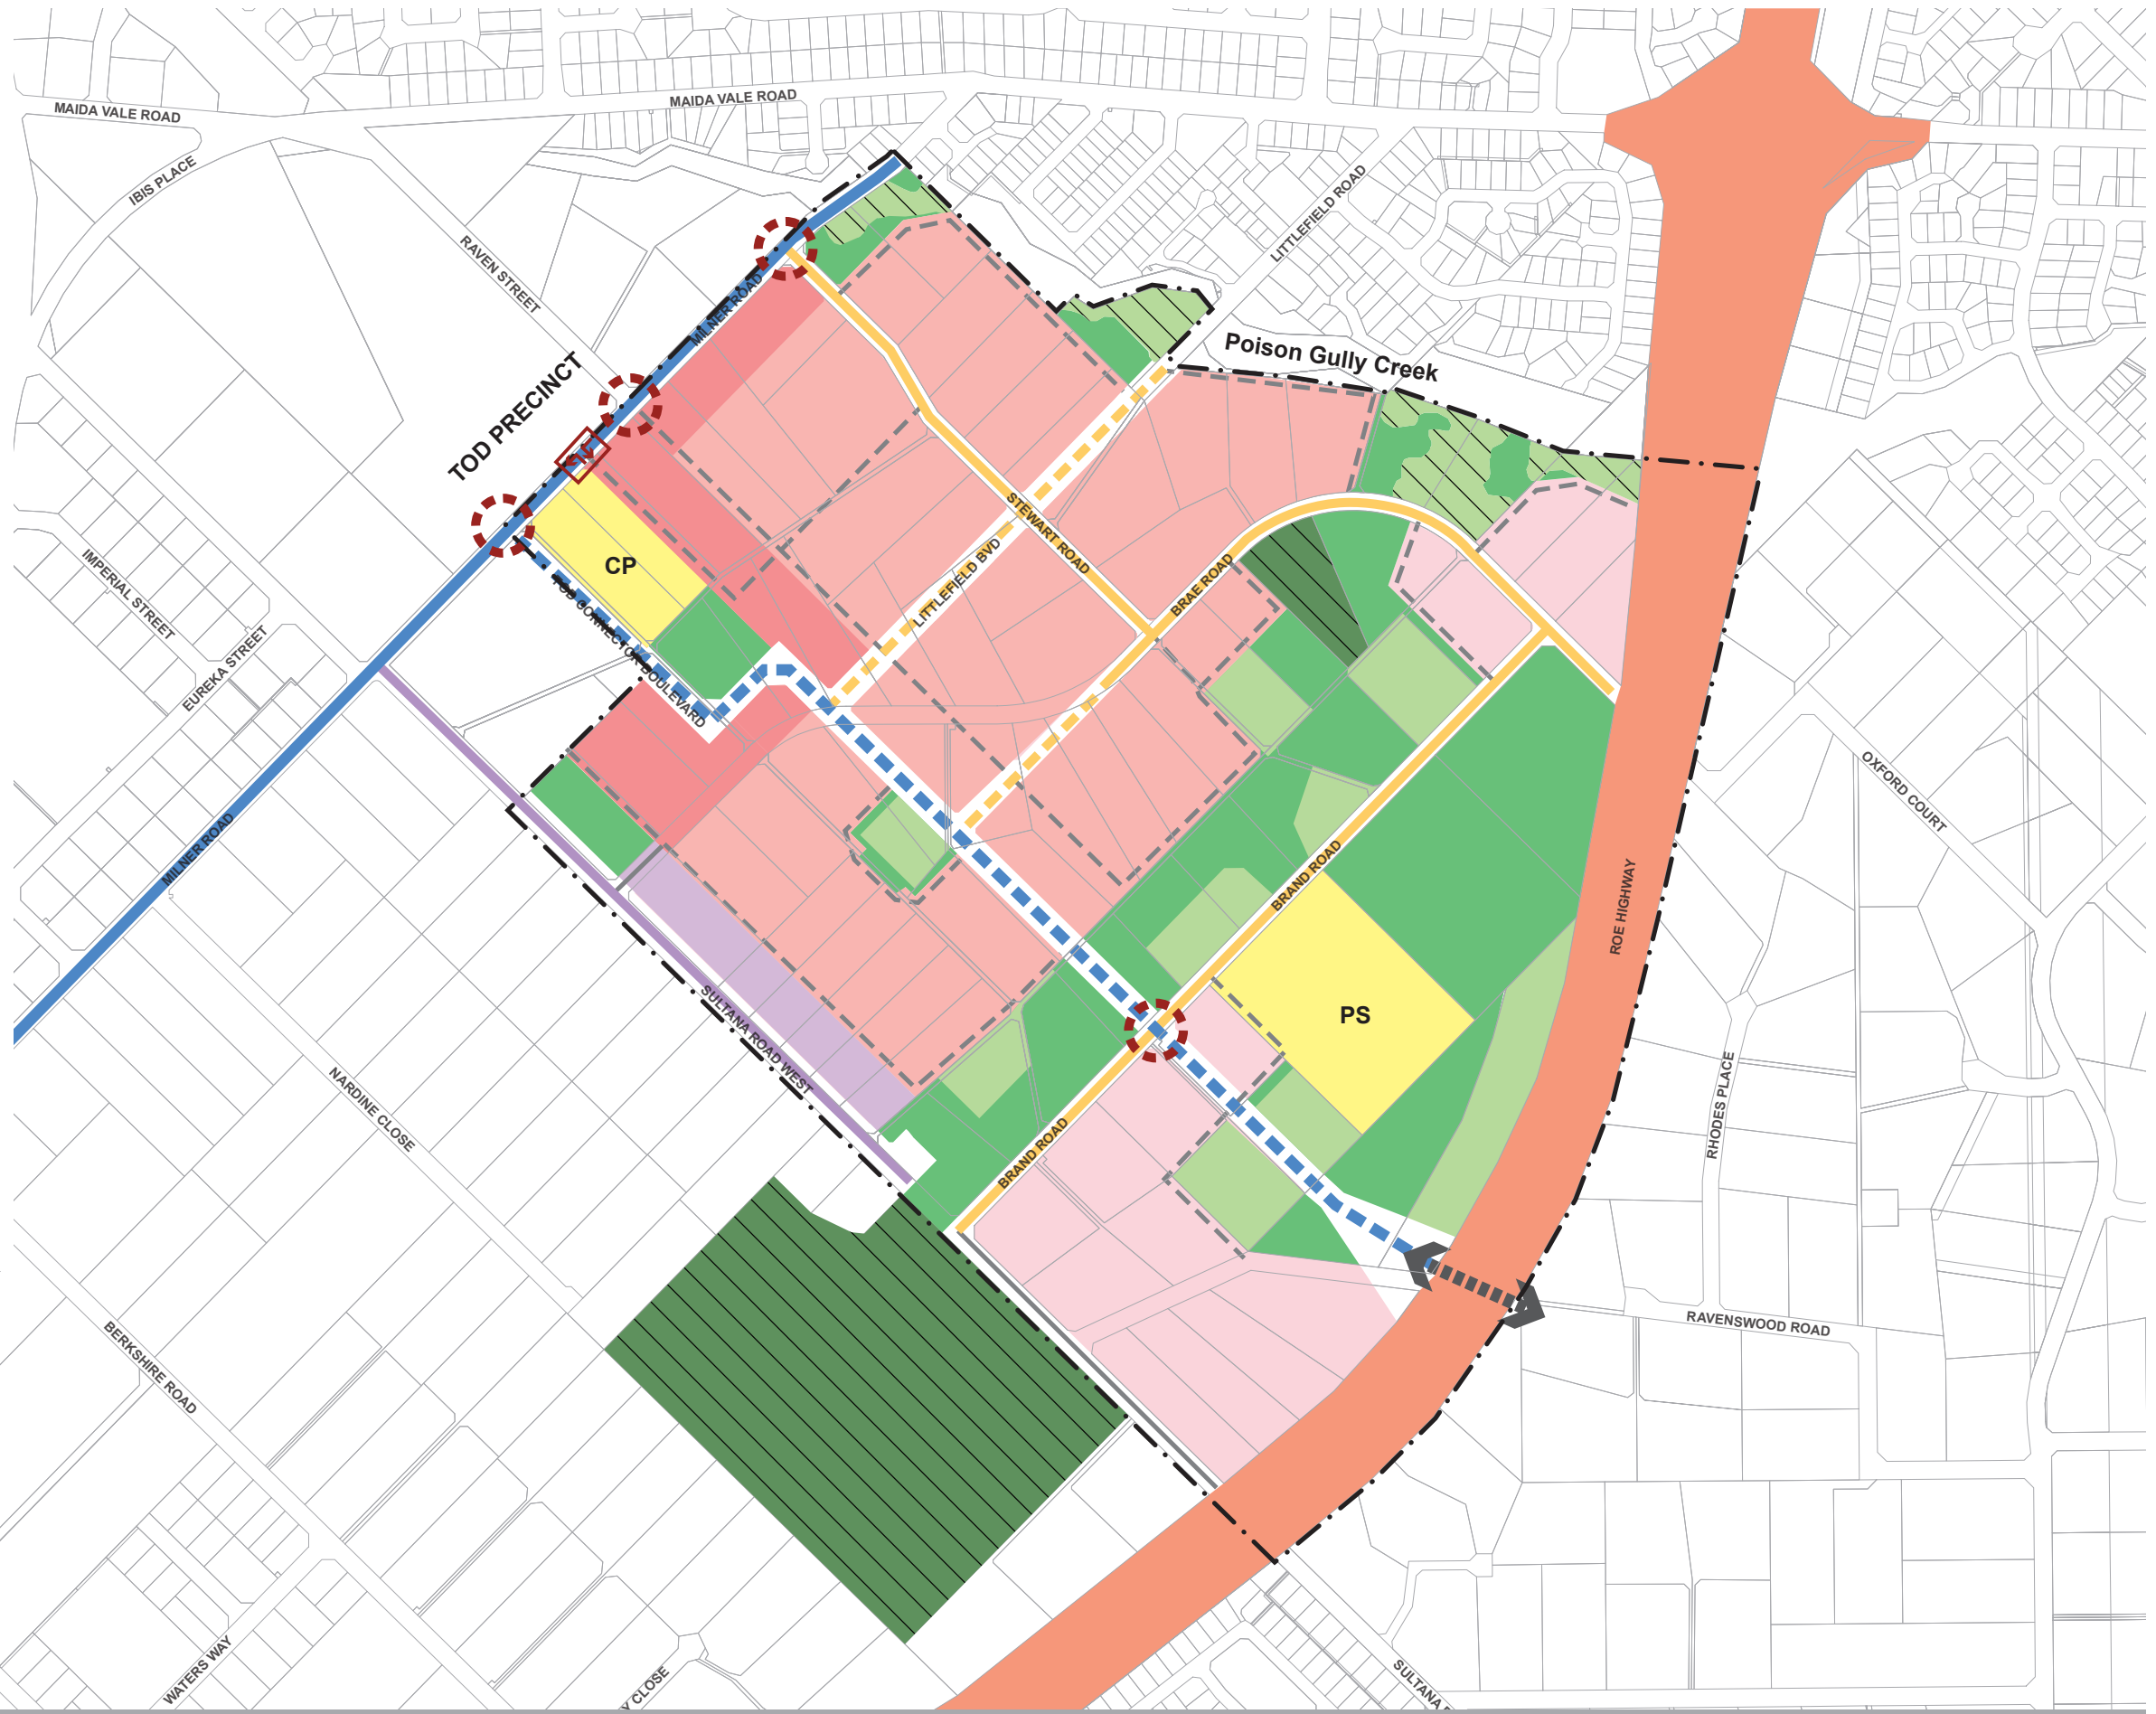 MAIDA VALE ROAD
MAIDA VALE ROAD
IBIS PLACE
RAVEN STREET
LITTLEFIELD ROAD
MILNER ROAD
TOD PRECINCT
Poison Gully Creek
STEWART ROAD
CP
LITTLEFIELD BVD
BRAE ROAD
IMPERIAL STREET
EUREKA STREET
TOD CONNECTOR BOULEVARD
MILNER ROAD
OXFORD COURT
BRAND ROAD
ROE HIGHWAY
PS
SULTANA ROAD WEST
NARDINE CLOSE
BRAND ROAD
RHODES PLACE
RAVENSWOOD ROAD
BERKSHIRE ROAD
WATERS WAY
Y CLOSE
SULTANA